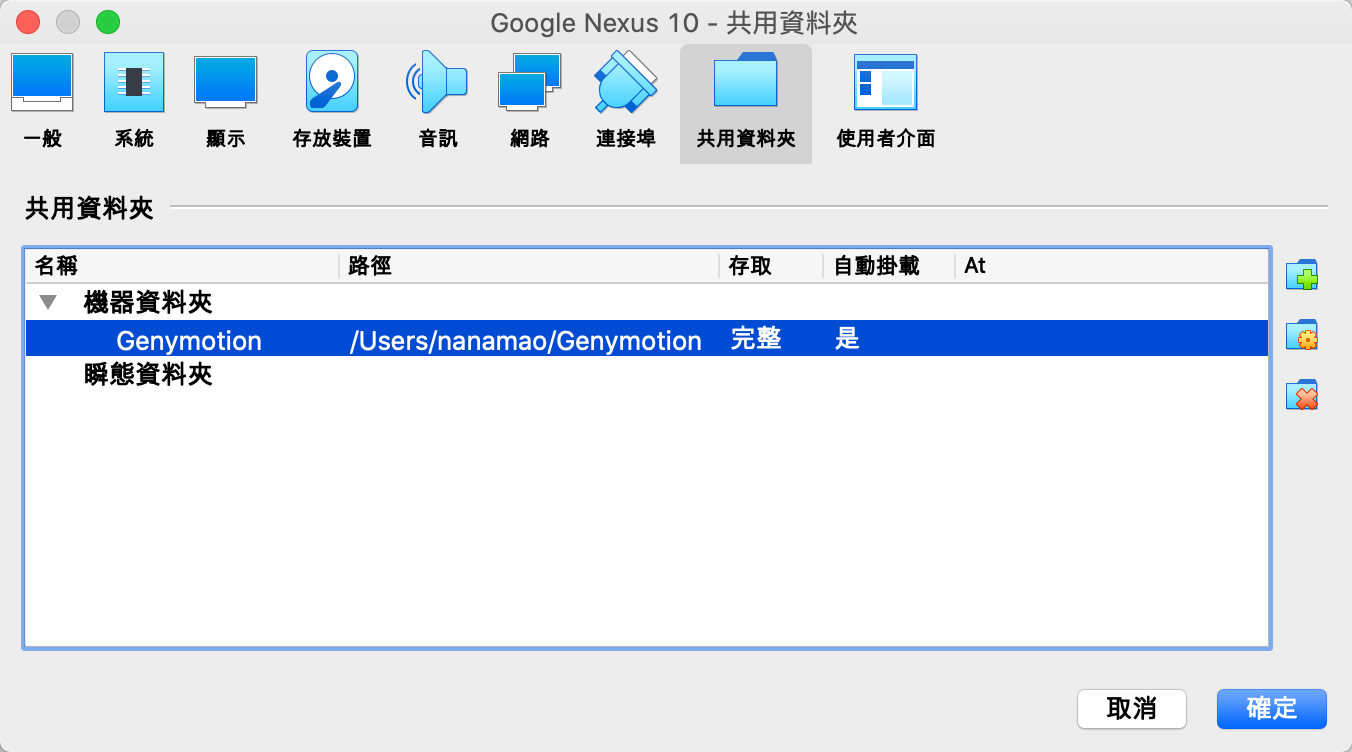 Google Nexus 10 - 共用資料夾
一般 系統 顯示 存放裝置 音訊 網路 連接埠 共用資料夾 使用者介面
共用資料夾
名稱 路徑 存取 自動掛載 At
機器資料夾
Genymotion /Users/nanamao/Genymotion 完整 是
瞬態資料夾
取消 確定